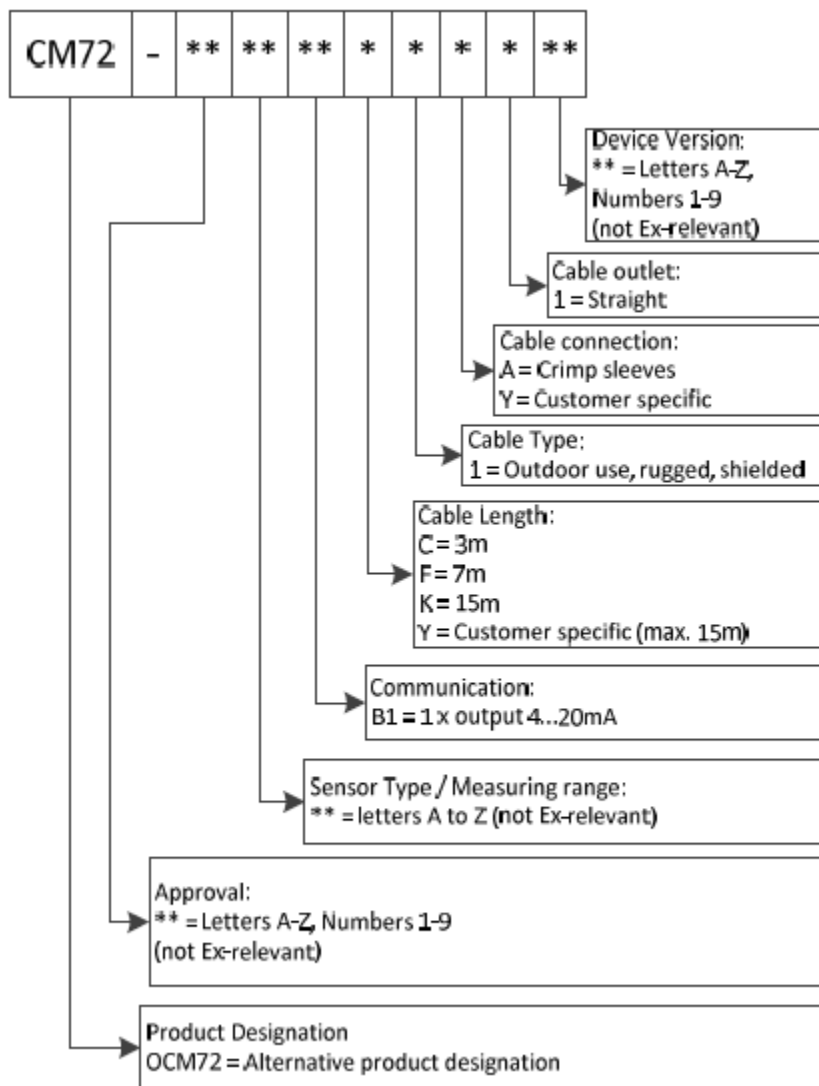 CM72 - ** ** ** * * * * **
Device Version:
** = Letters A-Z,
Numbers 1-9
(not Ex-relevant)
Cable outlet:
1 = Straight
Cable connection:
A = Crimp sleeves
Y = Customer specific
Cable Type:
1 = Outdoor use, rugged, shielded
Cable Length:
C = 3m
F = 7m
K = 15m
Y = Customer specific (max. 15m)
Communication:
B1 = 1 x output 4...20mA
Sensor Type / Measuring range:
** = letters A to Z (not Ex-relevant)
Approval:
** = Letters A-Z, Numbers 1-9
(not Ex-relevant)
Product Designation
OCM72 = Alternative product designation